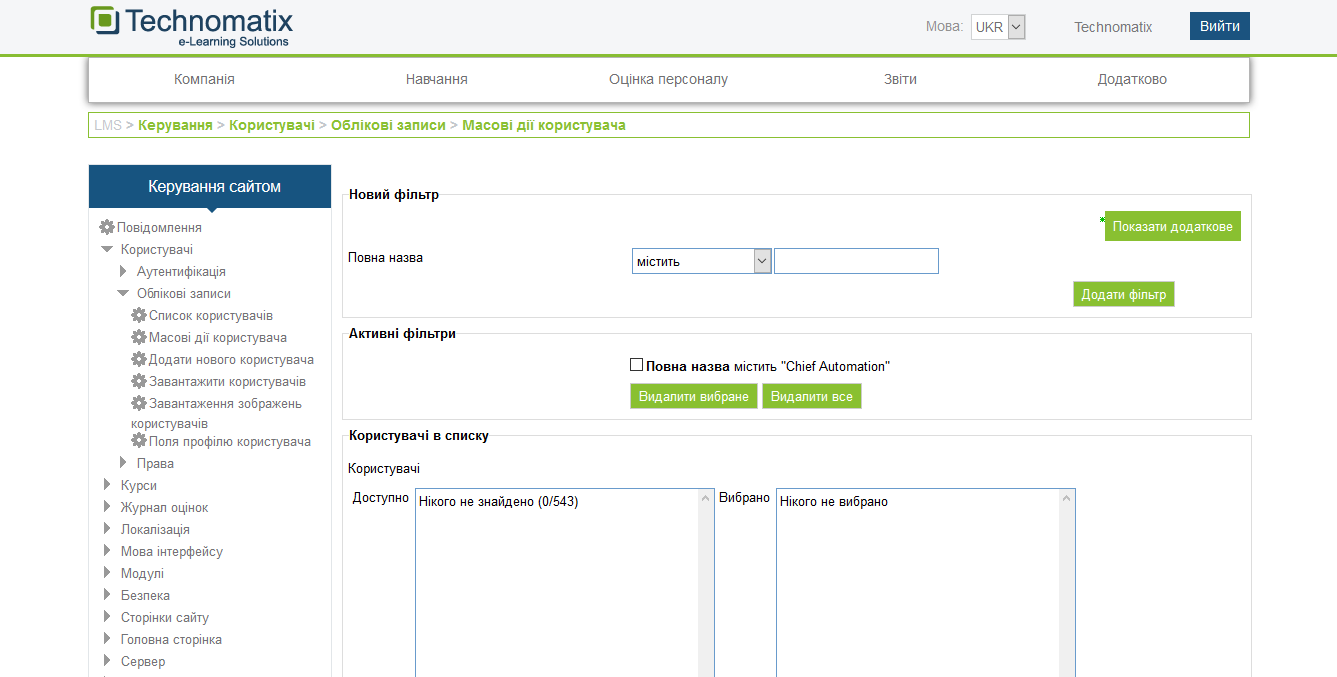 Technomatix
e-Learning Solutions
Мова: UKR Technomatix Вийти
Компанія Навчання Оцінка персоналу Звіти Додатково
LMS > Керування > Користувачі > Облікові записи > Масові дії користувача
Керування сайтом
Повідомлення
Користувачі
Аутентифікація
Облікові записи
Список користувачів
Масові дії користувача
Додати нового користувача
Завантажити користувачів
Завантаження зображень
користувачів
Поля профілю користувача
Права
Курси
Журнал оцінок
Локалізація
Мова інтерфейсу
Модулі
Безпека
Сторінки сайту
Головна сторінка
Сервер
Новий фільтр
* Показати додаткове
Повна назва містить
Додати фільтр
Активні фільтри
Повна назва містить "Chief Automation"
Видалити вибране Видалити все
Користувачі в списку
Користувачі
Доступно Нікого не знайдено (0/543) Вибрано Нікого не вибрано